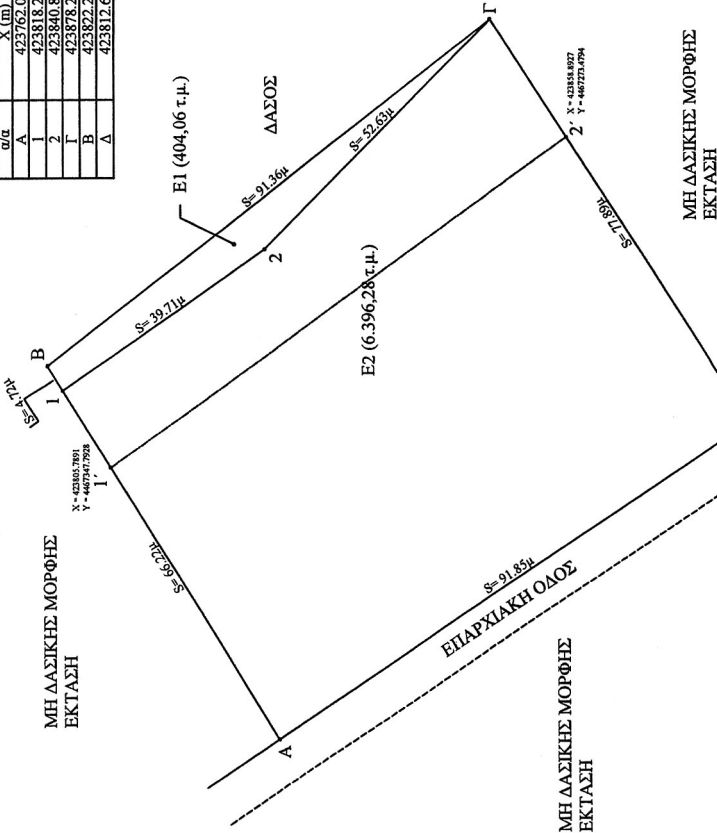 α/α X (m)
Α 423762.0
1 423818.2
2 423840.8
Γ 423878.2
Β 423822.2
Δ 423812.6
Γ
Ε1 (404,06 τ.μ.)
ΔΑΣΟΣ
S= 91.36μ
S= 52.63μ
2΄
X = 423858.8927
Y = 4467273.4794
ΜΗ ΔΑΣΙΚΗΣ ΜΟΡΦΗΣ
ΕΚΤΑΣΗ
S= 77.89μ
2
S= 39.71μ
Ε2 (6.396,28 τ.μ.)
Β
1
S= 4.72μ
X = 423805.7891
Y = 4467347.7928
1΄
ΜΗ ΔΑΣΙΚΗΣ ΜΟΡΦΗΣ
ΕΚΤΑΣΗ
S= 66.22μ
S= 91.85μ
ΕΠΑΡΧΙΑΚΗ ΟΔΟΣ
Α
ΜΗ ΔΑΣΙΚΗΣ ΜΟΡΦΗΣ
ΕΚΤΑΣΗ